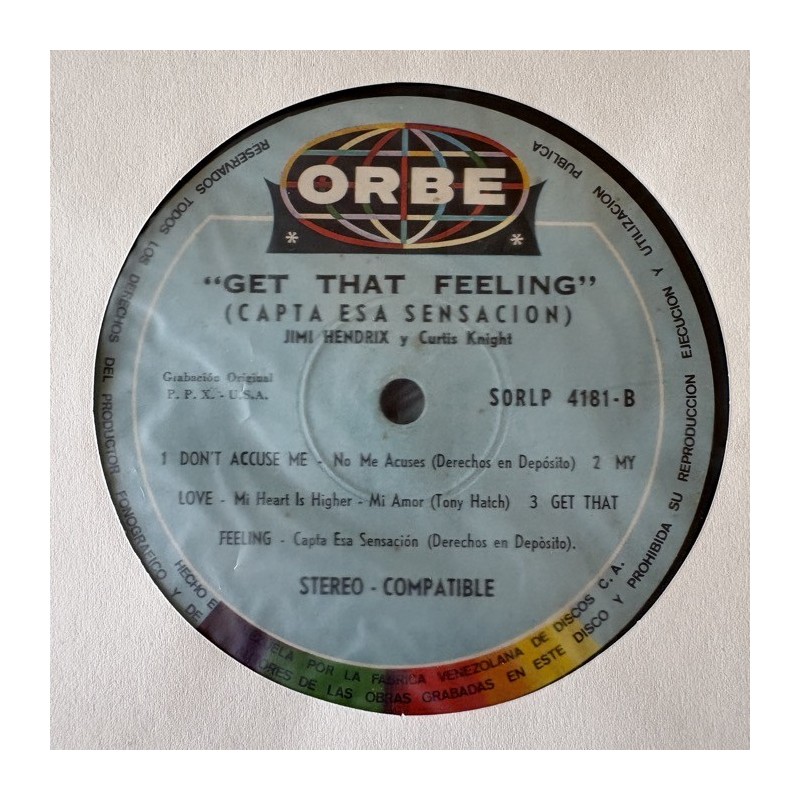 ORBE
* *
"GET THAT FEELING"
(CAPTA ESA SENSACION)
JIMI HENDRIX y Curtis Knight
Grabación Original
P. P. X. - U.S.A.
SORLP 4181-B
1 DON'T ACCUSE ME - No Me Acuses (Derechos en Depósito) 2 MY
LOVE - Mi Heart Is Higher - Mi Amor (Tony Hatch) 3 GET THAT
FEELING - Capta Esa Sensación (Derechos en Depòsito).
STEREO - COMPATIBLE
HECHO POR LA FABRICA VENEZOLANA DE DISCOS C. A.
RESERVADOS TODOS LOS DERECHOS DEL PRODUCTOR FONOGRAFICO Y DE DE LAS OBRAS GRABADAS EN ESTE DISCO Y PROHIBIDA SU REPRODUCCION EJECUCION Y UTILIZACION PUBLICA